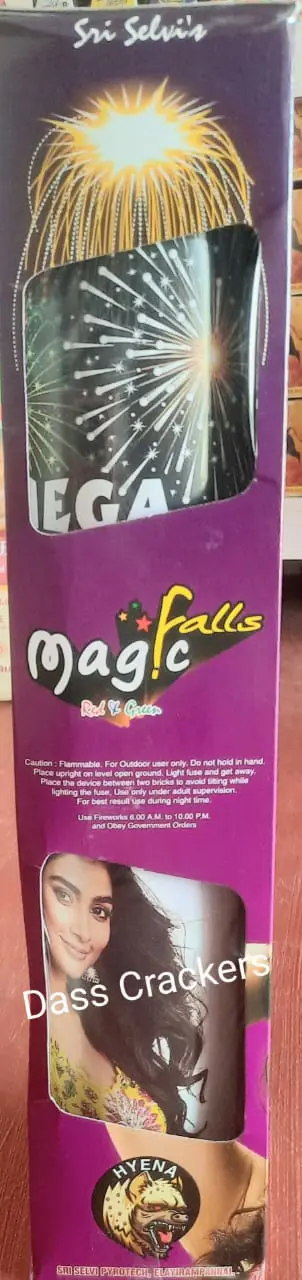 Sri Selvi's
MEGA
Magic Falls
Red & Green
Caution : Flammable. For Outdoor user only. Do not hold in hand.
Place upright on level open ground. Light fuse and get away.
Place the device between two bricks to avoid tilting while
lighting the fuse. Use only under adult supervision.
For best result use during night time.
Use Fireworks 6.00 A.M. to 10.00 P.M.
and Obey Government Orders
Dass Crackers
HYENA
SRI SELVI PYROTECH, ELAYIRAMPANNAI.